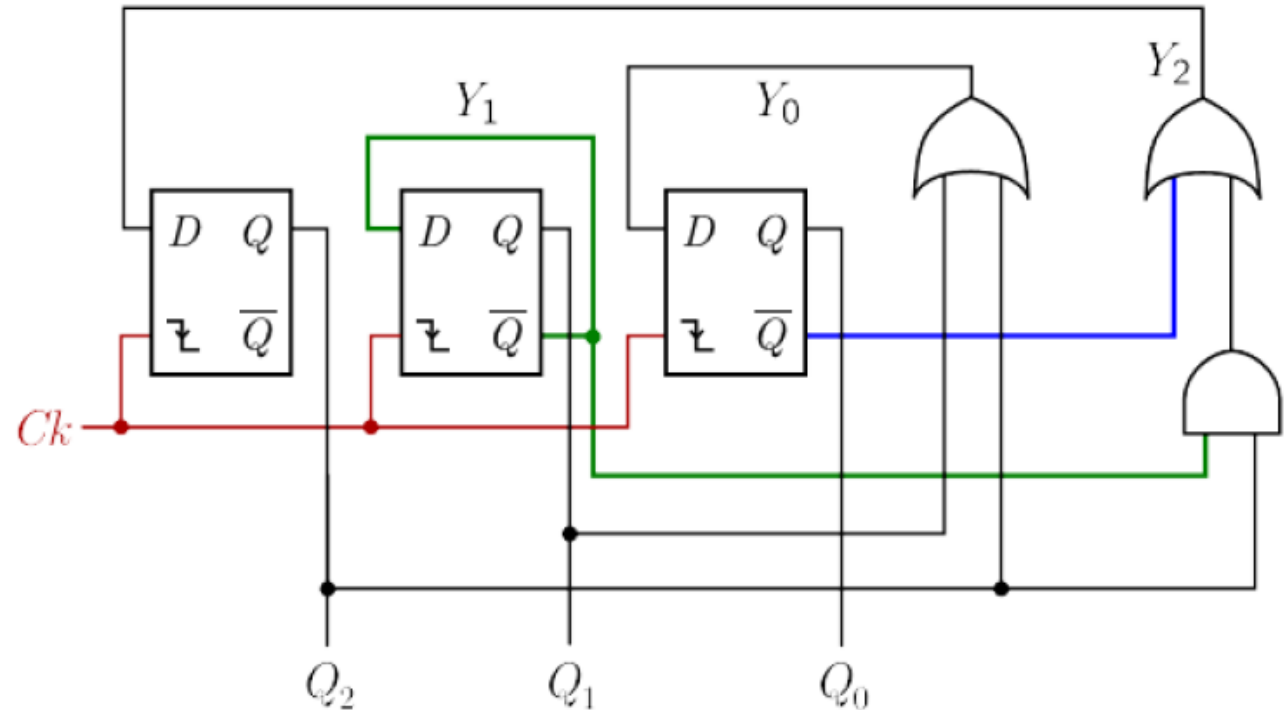 Y₂
Y₁ Y₀
D Q D Q D Q
Q̅ Q̅ Q̅
Ck
Q₂ Q₁ Q₀